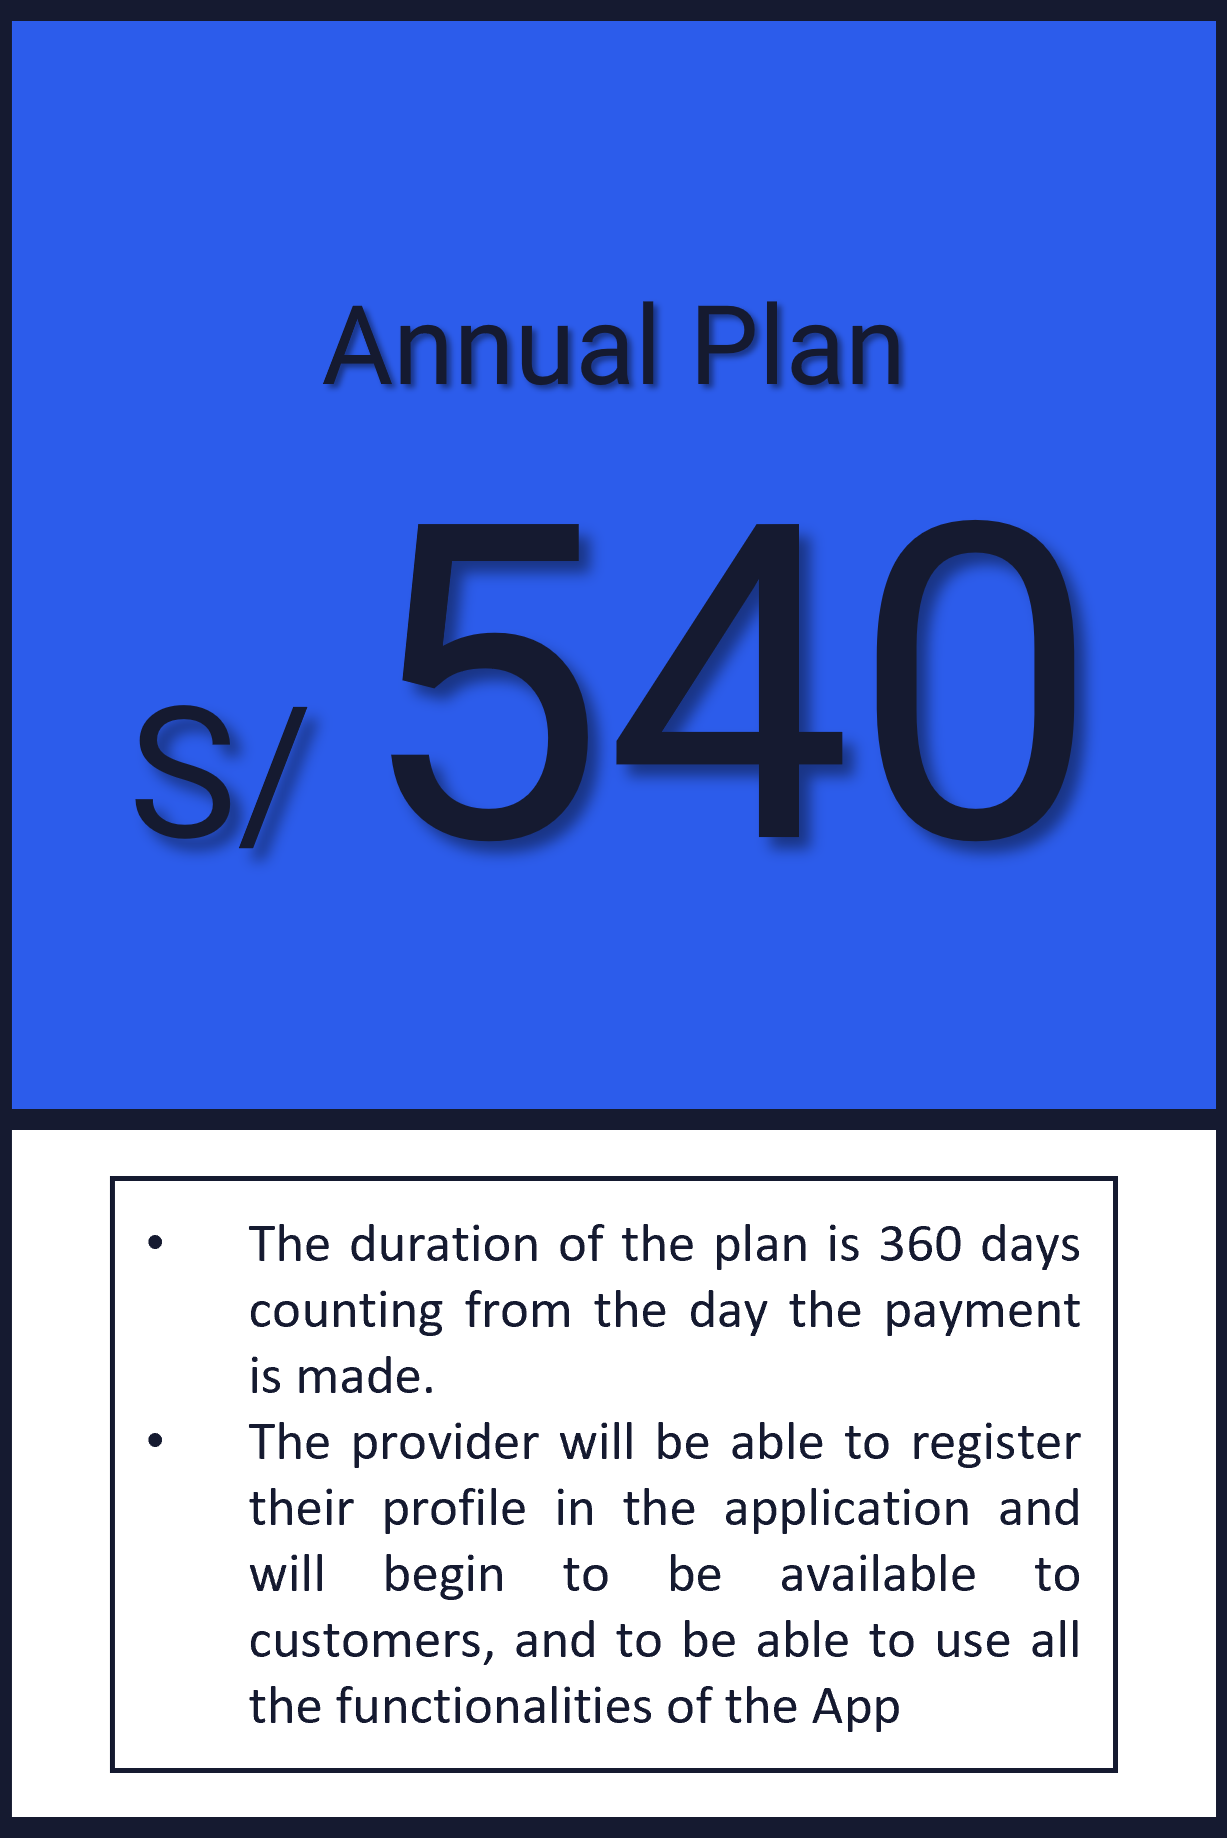 Annual Plan
S/ 540
• The duration of the plan is 360 days
counting from the day the payment
is made.
• The provider will be able to register
their profile in the application and
will begin to be available to
customers, and to be able to use all
the functionalities of the App